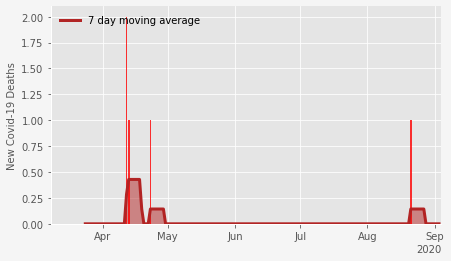 7 day moving average
New Covid-19 Deaths
2.00
1.75
1.50
1.25
1.00
0.75
0.50
0.25
0.00
Apr
May
Jun
Jul
Aug
Sep
2020